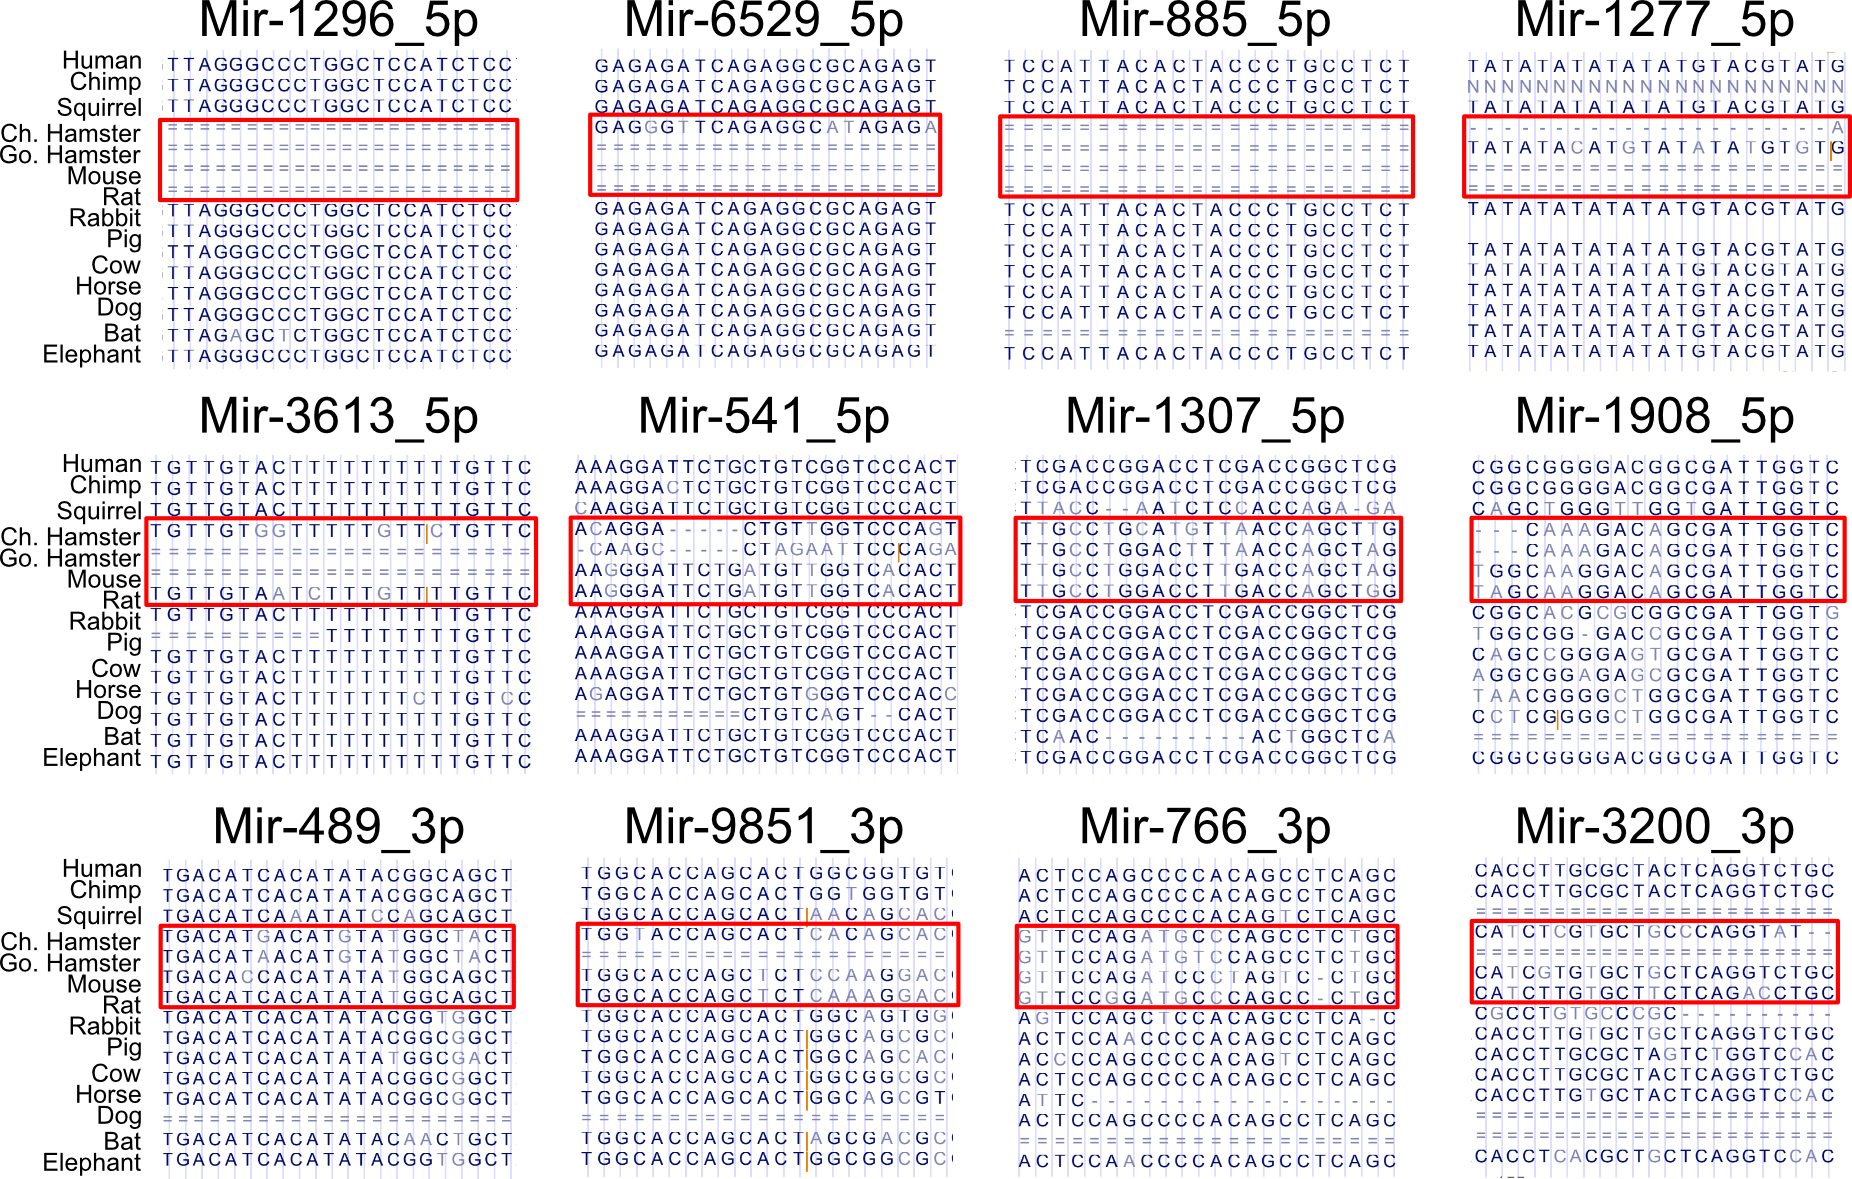 Mir-1296_5p
Mir-6529_5p
Mir-885_5p
Mir-1277_5p
Human
Chimp
Squirrel
Ch. Hamster
Go. Hamster
Mouse
Rat
Rabbit
Pig
Cow
Horse
Dog
Bat
Elephant
TTAGGGCCCTGGCTCCATCTCC
TTAGGGCCCTGGCTCCATCTCC
TTAGGGCCCTGGCTCCATCTCC
TTAGGGCCCTGGCTCCATCTCC
TTAGGGCCCTGGCTCCATCTCC
TTAGGGCCCTGGCTCCATCTCC
TTAGGGCCCTGGCTCCATCTCC
TTAGGGCCCTGGCTCCATCTCC
TTAGGGCCCTGGCTCCATCTCC
TTAGAGCTCTGGCTCCATCTCC
TTAGGGCCCTGGCTCCATCTCC
GAGAGATCAGAGGCGCAGAGT
GAGAGATCAGAGGCGCAGAGT
GAGAGATCAGAGGCGCAGAGT
GAGGGTTCAGAGGCATAGAGA
GAGAGATCAGAGGCGCAGAGT
GAGAGATCAGAGGCGCAGAGT
GAGAGATCAGAGGCGCAGAGT
GAGAGATCAGAGGCGCAGAGT
GAGAGATCAGAGGCGCAGAGT
GAGAGATCAGAGGCGCAGAGT
GAGAGATCAGAGGCGCAGAGT
GAGAGATCAGAGGCGCAGAGT
TCCATTACACTACCCTGCCTCT
TCCATTACACTACCCTGCCTCT
TCCATTACACTACCCTGCCTCT
TCCATTACACTACCCTGCCTCT
TCCATTACACTACCCTGCCTCT
TCCATTACACTACCCTGCCTCT
TCCATTACACTACCCTGCCTCT
TCCATTACACTACCCTGCCTCT
TCCATTACACTACCCTGCCTCT
TCCATTACACTACCCTGCCTCT
TATATATATATATGTACGTATG
NNNNNNNNNNNNNNNNNNNNNN
TATATATATATATGTACGTATG
---------------------A
TATATACATGTATATATGTGTG
TATATATATATATGTACGTATG
TATATATATATATGTACGTATG
TATATATATATATGTACGTATG
TATATATATATATGTACGTATG
TATATATATATATGTACGTATG
TATATATATATATGTACGTATG
TATATATATATATGTACGTATG
Mir-3613_5p
Mir-541_5p
Mir-1307_5p
Mir-1908_5p
Human
Chimp
Squirrel
Ch. Hamster
Go. Hamster
Mouse
Rat
Rabbit
Pig
Cow
Horse
Dog
Bat
Elephant
TGTTGTACTTTTTTTTTTGTTC
TGTTGTACTTTTTTTTTTGTTC
TGTTGTACTTTTTTTTTTGTTC
TGTTGTGGTTTTTGTTCTGTTC
TGTTGTAATCTTTGTTTTGTTC
TGTTGTACTTTTTTTTTTGTTC
==========TTTTTTTTGTTC
TGTTGTACTTTTTTTTTTGTTC
TGTTGTACTTTTTTTTTTGTTC
TGTTGTACTTTTTTTCTTGTCC
TGTTGTACTTTTTTTTTTGTTC
TGTTGTACTTTTTTTTTTGTTC
TGTTGTACTTTTTTTTTTGTTC
AAAGGATTCTGCTGTCGGTCCCACT
AAAGGACTCTGCTGTCGGTCCCACT
CAAGGATTCTGCTGTCGGTCCCACT
ACAGGA-----CTGTTGGTCCCAGT
-CAAGC-----CTAGAATTCCCAGA
AAGGGATTCTGATGTTGGTCACACT
AAGGGATTCTGATGTTGGTCACACT
AAAGGATTCTGCTGTCGGTCCCACT
AAAGGATTCTGCTGTCGGTCCCACT
AAAGGATTCTGCTGTCGGTCCCACT
AAAGGATTCTGCTGTCGGTCCCACT
AGAGGATTCTGCTGTGGGTCCCACC
===========CTGTCAGT--CACT
AAAGGATTCTGCTGTCGGTCCCACT
AAAGGATTCTGCTGTCGGTCCCACT
TCGACCGGACCTCGACCGGCTCG
TCGACCGGACCTCGACCGGCTCG
TTACC--AATCTCCACCAGA-GA
TTGCCTGCATGTTAACCAGCTTG
TTGCCTGGACTTTAACCAGCTAG
TTGCCTGGACCTTGACCAGCTAG
TTGCCTGGACCTTGACCAGCTGG
TCGACCGGACCTCGACCGGCTCG
TCGACCGGACCTCGACCGGCTCG
TCGACCGGACCTCGACCGGCTCG
TCGACCGGACCTCGACCGGCTCG
TCGACCGGACCTCGACCGGCTCG
TCGACCGGACCTCGACCGGCTCG
TCAAC---------ACTGGCTCA
TCGACCGGACCTCGACCGGCTCG
CGGCGGGGACGGCGATTGGTC
CGGCGGGGACGGCGATTGGTC
CAGCTGGGTTGGTGATTGGTC
---CAAAGACAGCGATTGGTC
---CAAAGACAGCGATTGGTC
TGGCAAGGACAGCGATTGGTC
TAGCAAGGACAGCGATTGGTC
CGGCACGCGCGGCGATTGGTG
TGGCGG-GACCGCGATTGGTC
CAGCCGGGAGTGCGATTGGTC
AGGCGGAGAGCGCGATTGGTC
TAACGGGGCTGGCGATTGGTC
CCTCGGGGCTGGCGATTGGTC
CGGCGGGGACGGCGATTGGTC
Mir-489_3p
Mir-9851_3p
Mir-766_3p
Mir-3200_3p
Human
Chimp
Squirrel
Ch. Hamster
Go. Hamster
Mouse
Rat
Rabbit
Pig
Cow
Horse
Dog
Bat
Elephant
TGACATCACATATACGGCAGCT
TGACATCACATATACGGCAGCT
TGACATCAAATATCCAGCAGCT
TGACATGACATGTATGGCTACT
TGACATAACATGTATGGCTACT
TGACACCACATATATGGCAGCT
TGACATCACATATATGGCAGCT
TGACATCACATATACGGTGGCT
TGACATCACATATACGGCGGCT
TGACATCACATATATGGCGACT
TGACATCACATATACGGCGGCT
TGACATCACATATACGGCGGCT
TGACATCACATATACAACTGCT
TGACATCACATATACGGTGGCT
TGGCACCAGCACTGGCGGTGT
TGGCACCAGCACTGGTGGTGT
TGGCACCAGCACTAACAGCAC
TGGTACCAGCACTCACAGCAC
TGGCACCAGCTCTCCAAGGAC
TGGCACCAGCTCTCAAAGGAC
TGGCACCAGCACTGGCAGTGG
TGGCACCAGCACTGGCAGCGC
TGGCACCAGCACTGGCAGCAC
TGGCACCAGCACTGGCGGCGC
TGGCACCAGCACTGGCAGCGT
TGGCACCAGCACTAGCGACGC
TGGCACCAGCACTGGCGGCGC
ACTCCAGCCCCACAGCCTCAGC
ACTCCAGCCCCACAGCCTCAGC
ACTCCAGCCCCACAGTCTCAGC
GTTCCAGATGCCCAGCCTCTGC
GTTCCAGATGTCCAGCCTCTGC
GTTCCAGATCCCTAGTC-CTGC
GTTCCGGATGCCCAGCC-CTGC
AGTCCAGCTCCACAGCCTCA-C
ACTCCAACCCCACAGCCTCAGC
ACCCCAGCCCCACAGTCTCAGC
ACTCCAGCCCCACAGCCTCAGC
ATTC------------------
ACTCCAGCCCCACAGCCTCAGC
ACTCCAACCCCACAGCCTCAGC
CACCTTGCGCTACTCAGGTCTGC
CACCTTGCGCTACTCAGGTCTGC
CATCTCGTGCTGCCCAGGTAT--
CATCGTGTGCTGCTCAGGTCTGC
CATCTTGTGCTTCTCAGACCTGC
CGCCTGTGCCCGC----------
CACCTTGTGCTGCTCAGGTCTGC
CACCTTGCGCTAGTCTGGTCCAC
CACCTTGCGCTACTCAGGTCTGC
CACCTTGTGCTACTCAGGTCCAC
CACCTCACGCTGCTCAGGTCCAC